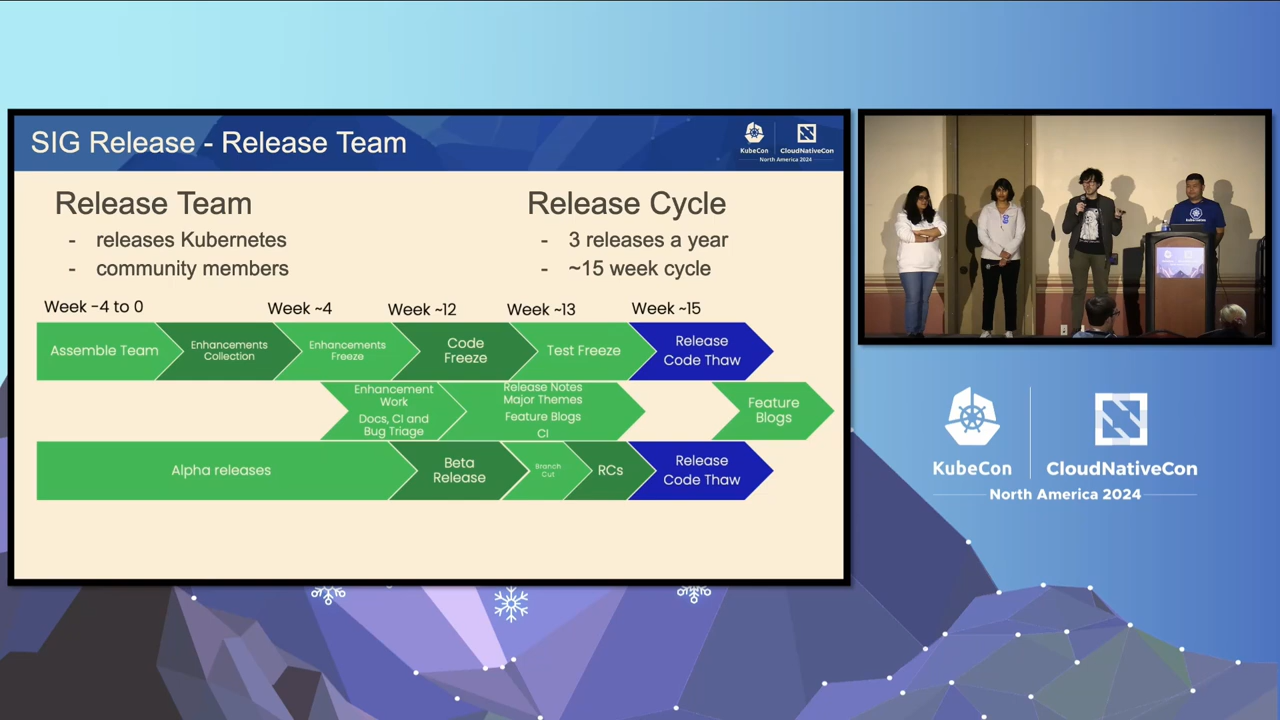 SIG Release - Release Team
KubeCon
CloudNativeCon
North America 2024
Release Team
- releases Kubernetes
- community members
Release Cycle
- 3 releases a year
- ~15 week cycle
Week -4 to 0
Week ~4
Week ~12
Week ~13
Week ~15
Assemble Team
Enhancements
Collection
Enhancements
Freeze
Code
Freeze
Test Freeze
Release
Code Thaw
Enhancement
Work
Docs, CI and
Bug Triage
Release Notes
Major Themes
Feature Blogs
CI
Feature
Blogs
Alpha releases
Beta
Release
Branch
Cut
RCs
Release
Code Thaw
KubeCon
CloudNativeCon
North America 2024